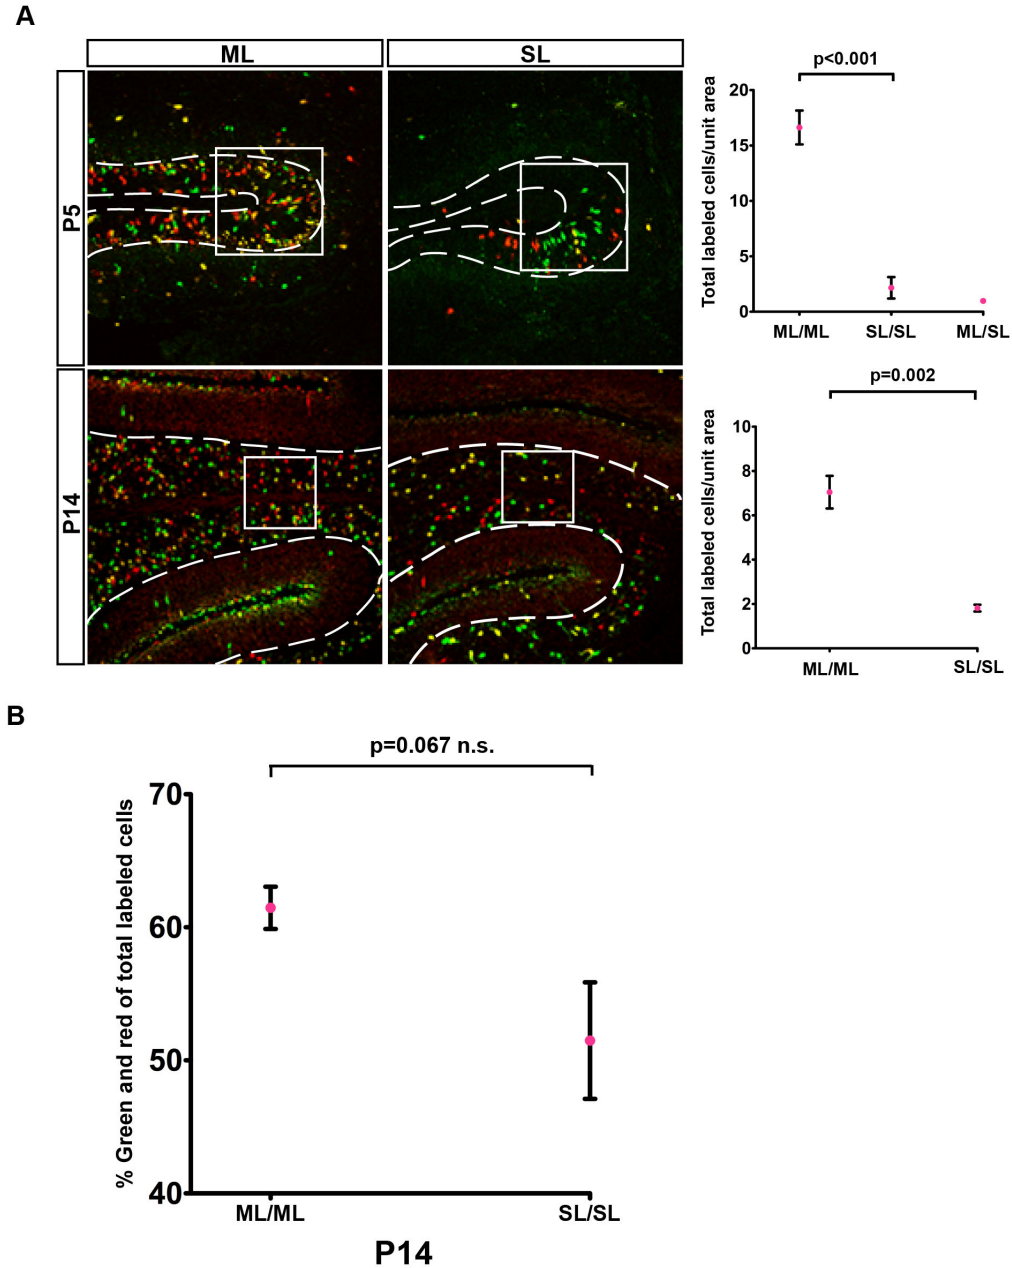 A
ML
SL
P5
P14
p<0.001
Total labeled cells/unit area
20
15
10
5
0
ML/ML
SL/SL
ML/SL
p=0.002
Total labeled cells/unit area
10
8
6
4
2
0
ML/ML
SL/SL
B
p=0.067 n.s.
% Green and red of total labeled cells
70
60
50
40
ML/ML
SL/SL
P14